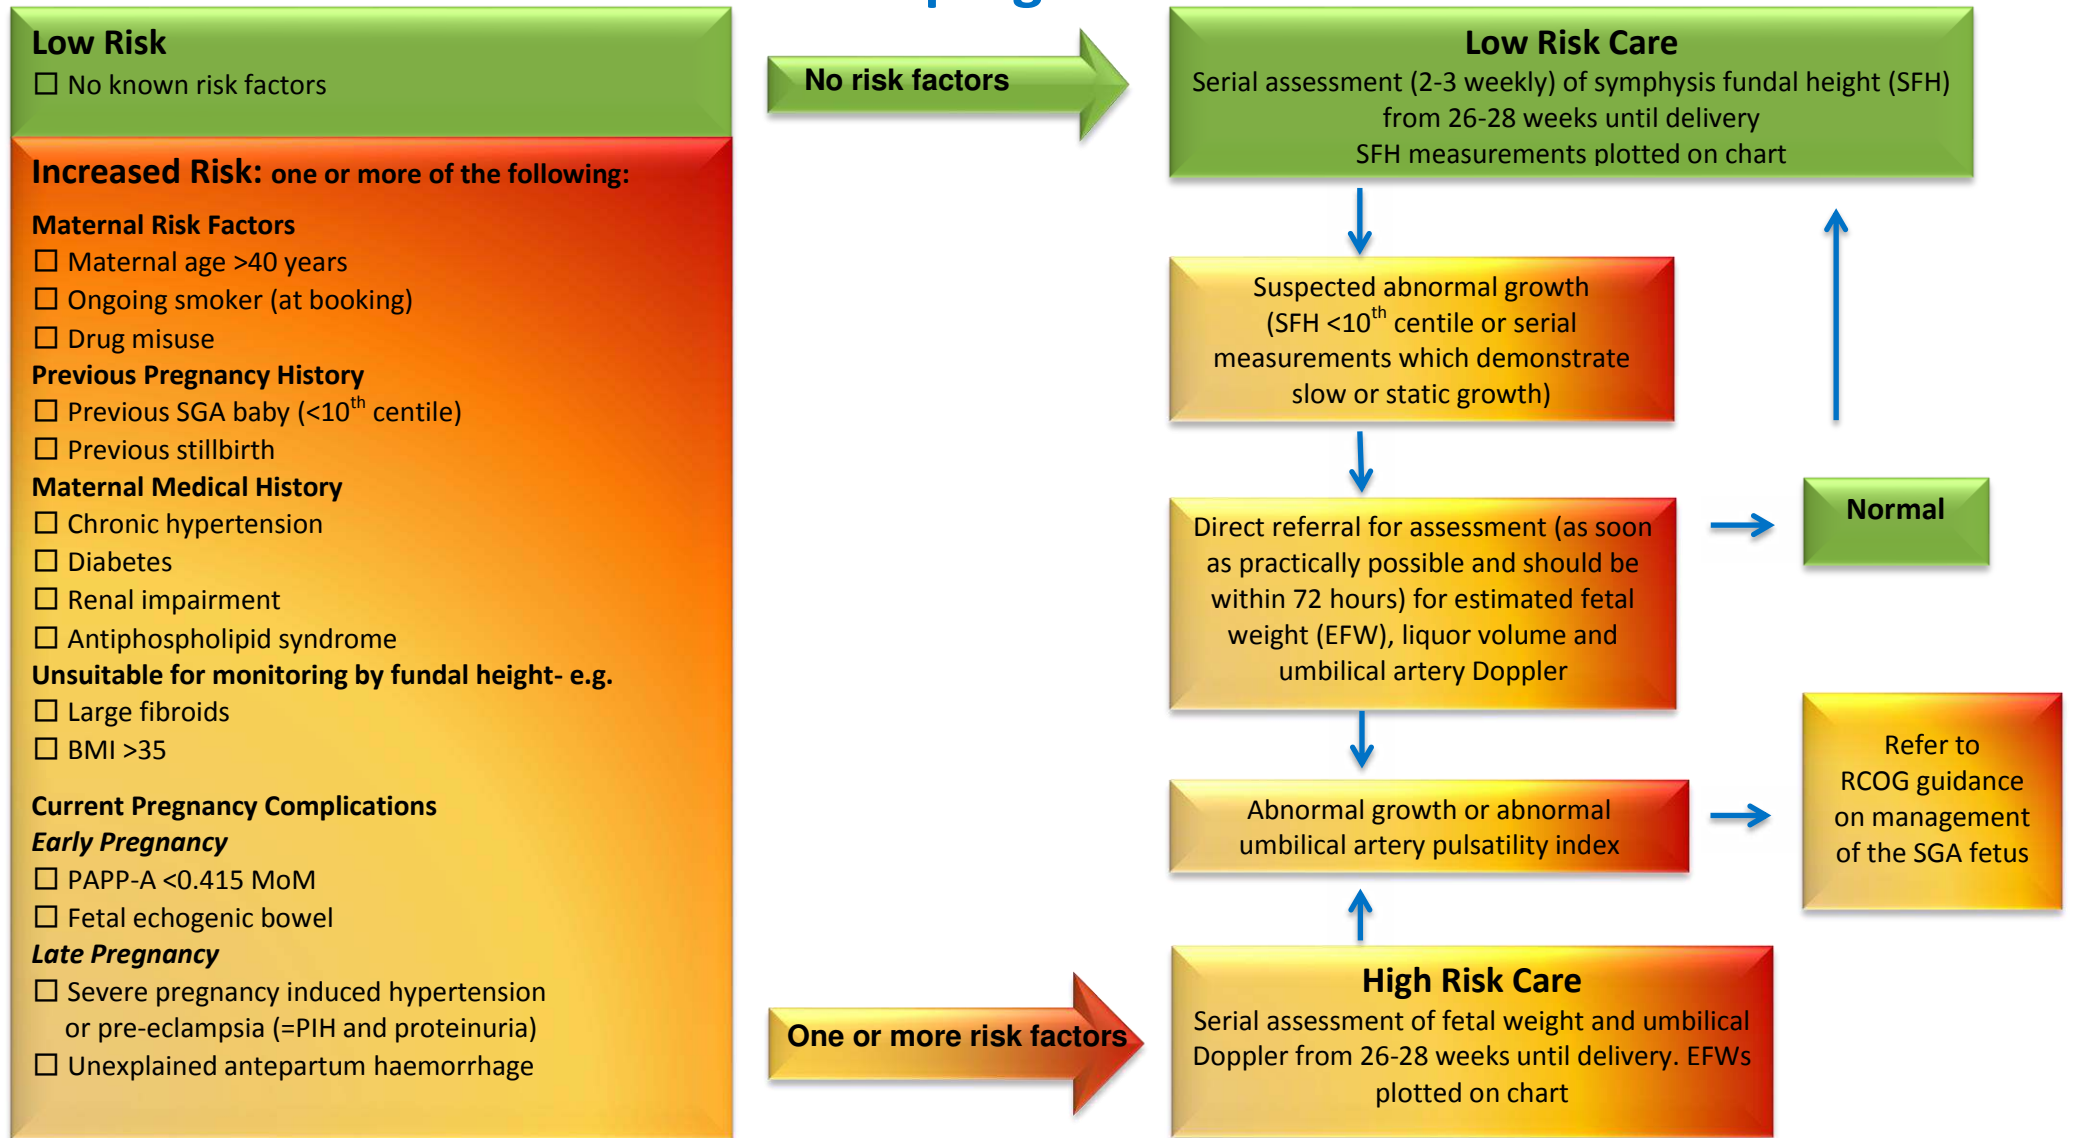 Low Risk
☐ No known risk factors
Increased Risk: one or more of the following:
Maternal Risk Factors
☐ Maternal age >40 years
☐ Ongoing smoker (at booking)
☐ Drug misuse
Previous Pregnancy History
☐ Previous SGA baby (<10th centile)
☐ Previous stillbirth
Maternal Medical History
☐ Chronic hypertension
☐ Diabetes
☐ Renal impairment
☐ Antiphospholipid syndrome
Unsuitable for monitoring by fundal height- e.g.
☐ Large fibroids
☐ BMI >35
Current Pregnancy Complications
Early Pregnancy
☐ PAPP-A <0.415 MoM
☐ Fetal echogenic bowel
Late Pregnancy
☐ Severe pregnancy induced hypertension
or pre-eclampsia (=PIH and proteinuria)
☐ Unexplained antepartum haemorrhage
No risk factors
One or more risk factors
Low Risk Care
Serial assessment (2-3 weekly) of symphysis fundal height (SFH)
from 26-28 weeks until delivery
SFH measurements plotted on chart
Suspected abnormal growth
(SFH <10th centile or serial
measurements which demonstrate
slow or static growth)
Direct referral for assessment (as soon
as practically possible and should be
within 72 hours) for estimated fetal
weight (EFW), liquor volume and
umbilical artery Doppler
Normal
Abnormal growth or abnormal
umbilical artery pulsatility index
Refer to
RCOG guidance
on management
of the SGA fetus
High Risk Care
Serial assessment of fetal weight and umbilical
Doppler from 26-28 weeks until delivery. EFWs
plotted on chart